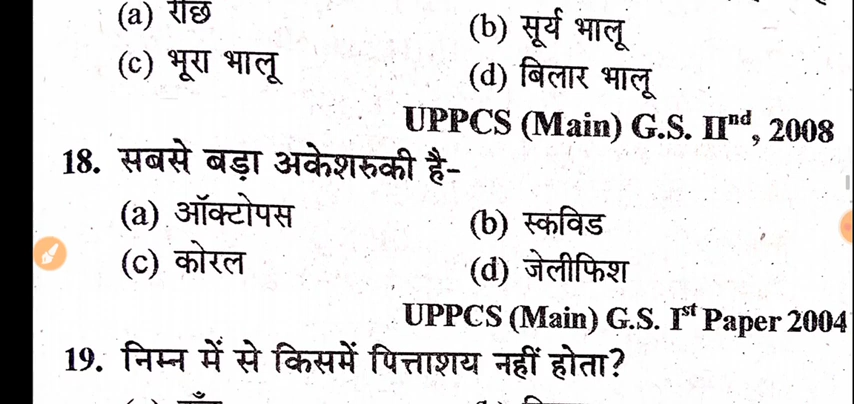 (a) रीछ
(b) सूर्य भालू
(c) भूरा भालू
(d) बिलार भालू
UPPCS (Main) G.S. IInd, 2008
18. सबसे बड़ा अकेशरुकी है-
(a) ऑक्टोपस
(b) स्कविड
(c) कोरल
(d) जेलीफिश
UPPCS (Main) G.S. Ist Paper 2004
19. निम्न में से किसमें पित्ताशय नहीं होता?